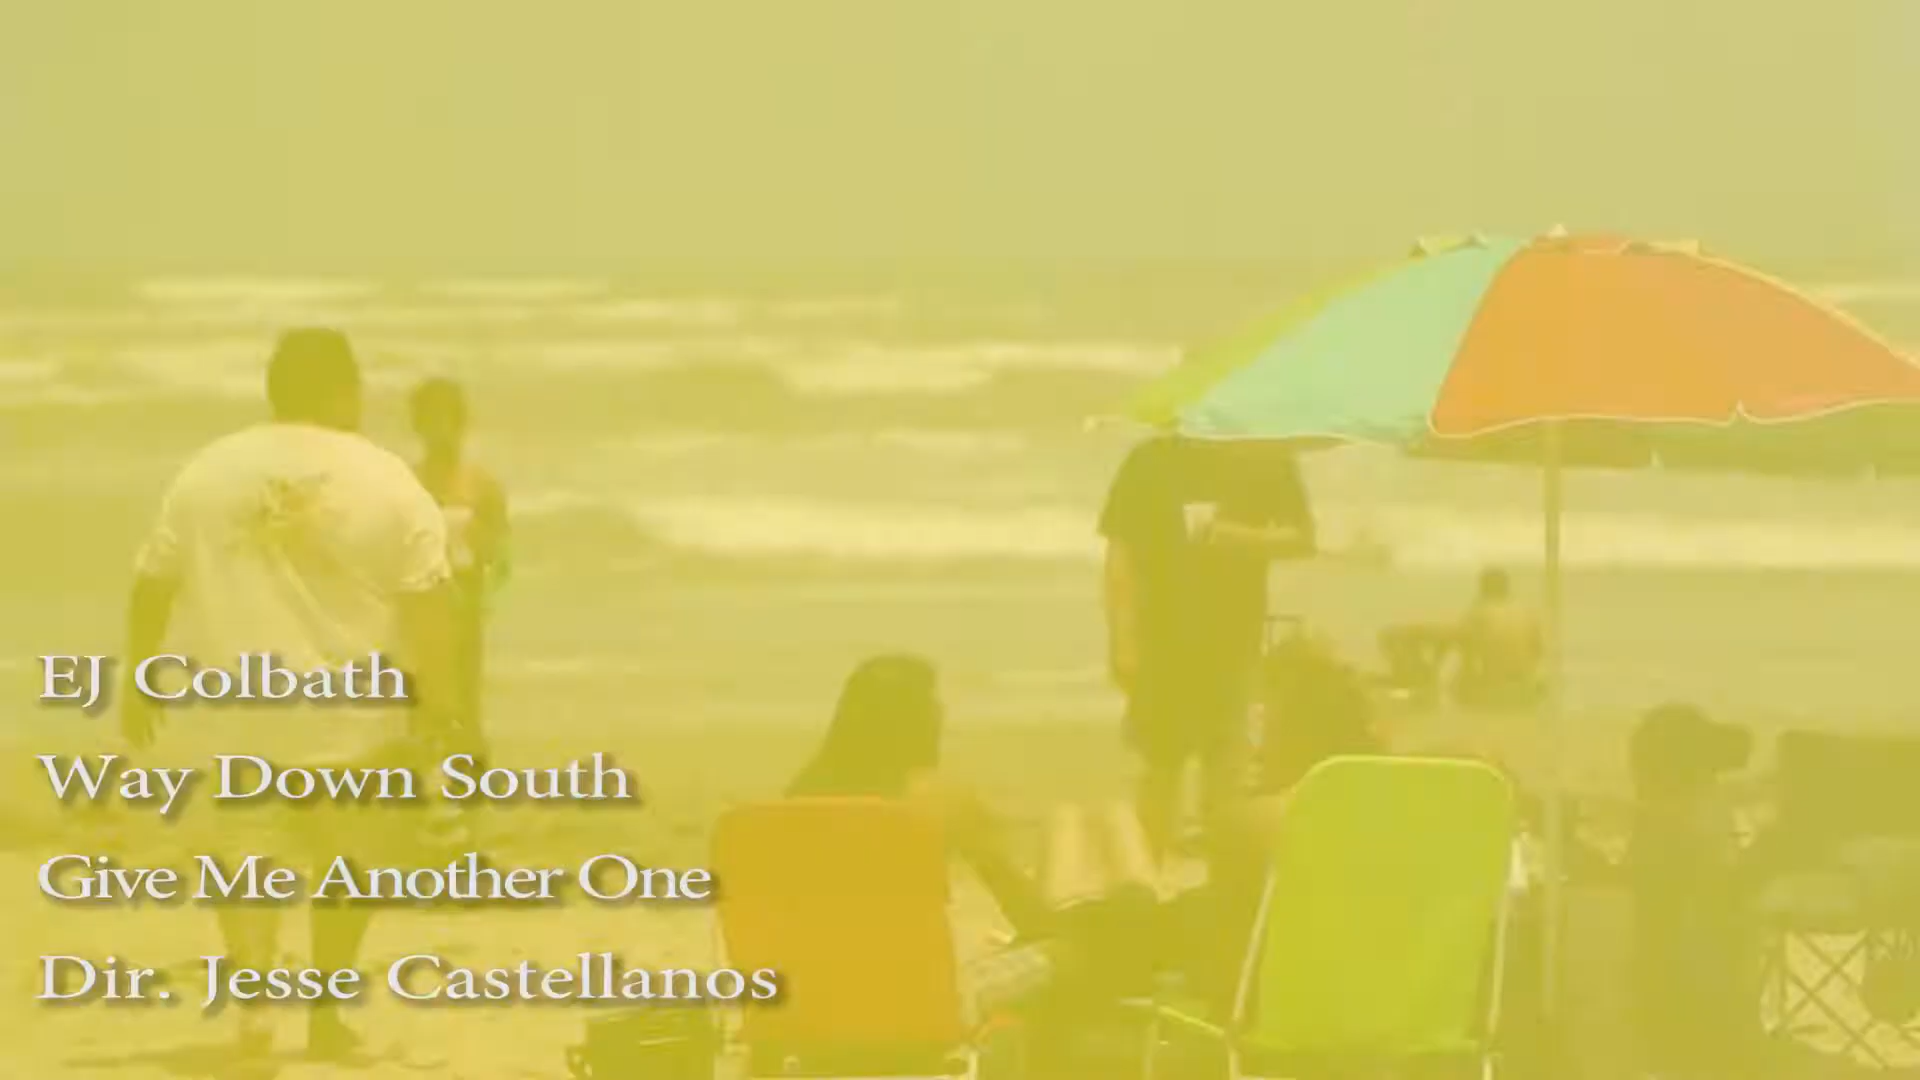 EJ Colbath
Way Down South
Give Me Another One
Dir. Jesse Castellanos